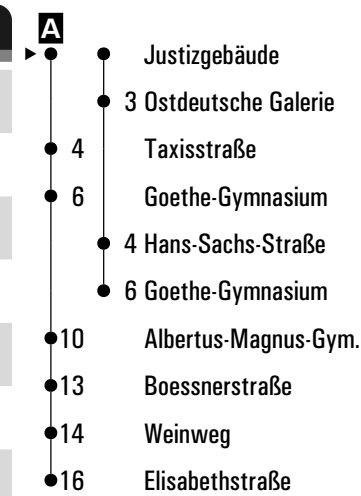 A
Justizgebäude
3 Ostdeutsche Galerie
4 Taxisstraße
6 Goethe-Gymnasium
4 Hans-Sachs-Straße
6 Goethe-Gymnasium
10 Albertus-Magnus-Gym.
13 Boessnerstraße
14 Weinweg
16 Elisabethstraße